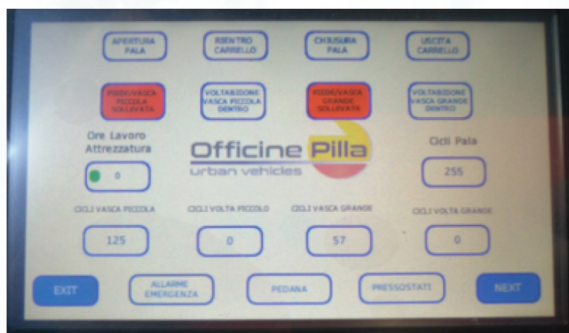 APERTURA
PALA
RIENTRO
CARRELLO
CHIUSURA
PALA
USCITA
CARRELLO
PIEDE/VASCA
PICCOLA
SOLLEVATA
VOLTABIDONE
VASCA PICCOLA
DENTRO
PIEDE/VASCA
GRANDE
SOLLEVATA
VOLTABIDONE
VASCA GRANDE
DENTRO
Ore Lavoro
Attrezzatura
0
Officine Pilla
urban vehicles
Cicli Pala
255
CICLI VASCA PICCOLA
CICLI VOLTA PICCOLO
CICLI VASCA GRANDE
CICLI VOLTA GRANDE
125
0
57
0
EXIT
ALLARME
EMERGENZA
PEDANA
PRESSOSTATI
NEXT